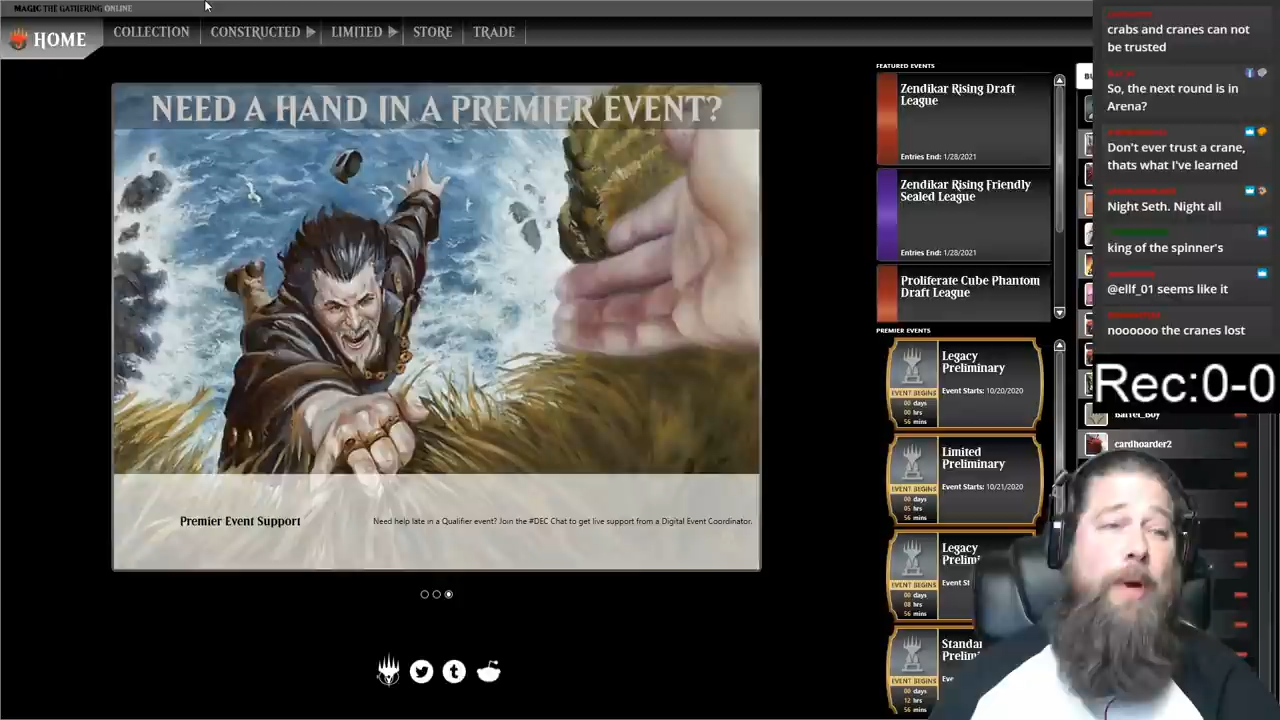 MAGIC THE GATHERING ONLINE
HOME
COLLECTION
CONSTRUCTED
LIMITED
STORE
TRADE
NEED A HAND IN A PREMIER EVENT?
Premier Event Support
Need help late in a Qualifier event? Join the #DEC Chat to get live support from a Digital Event Coordinator.
FEATURED EVENTS
Zendikar Rising Draft
League
Entries End: 1/28/2021
Zendikar Rising Friendly
Sealed League
Entries End: 1/28/2021
Proliferate Cube Phantom
Draft League
PREMIER EVENTS
Legacy
Preliminary
Event Starts: 10/20/2020
EVENT BEGINS
00 days
00 hrs
56 mins
Limited
Preliminary
Event Starts: 10/21/2020
EVENT BEGINS
00 days
05 hrs
56 mins
Legacy
Prelim
Event St
EVENT BEGINS
00 days
08 hrs
56 mins
Standa
Prelim
Eve
EVENT BEGINS
00 days
12 hrs
56 mins
crabs and cranes can not
be trusted
So, the next round is in
Arena?
Don't ever trust a crane,
thats what I've learned
Night Seth. Night all
king of the spinner's
@ellf_01 seems like it
noooooo the cranes lost
Rec:0-0
barrel_boy
cardhoarder2